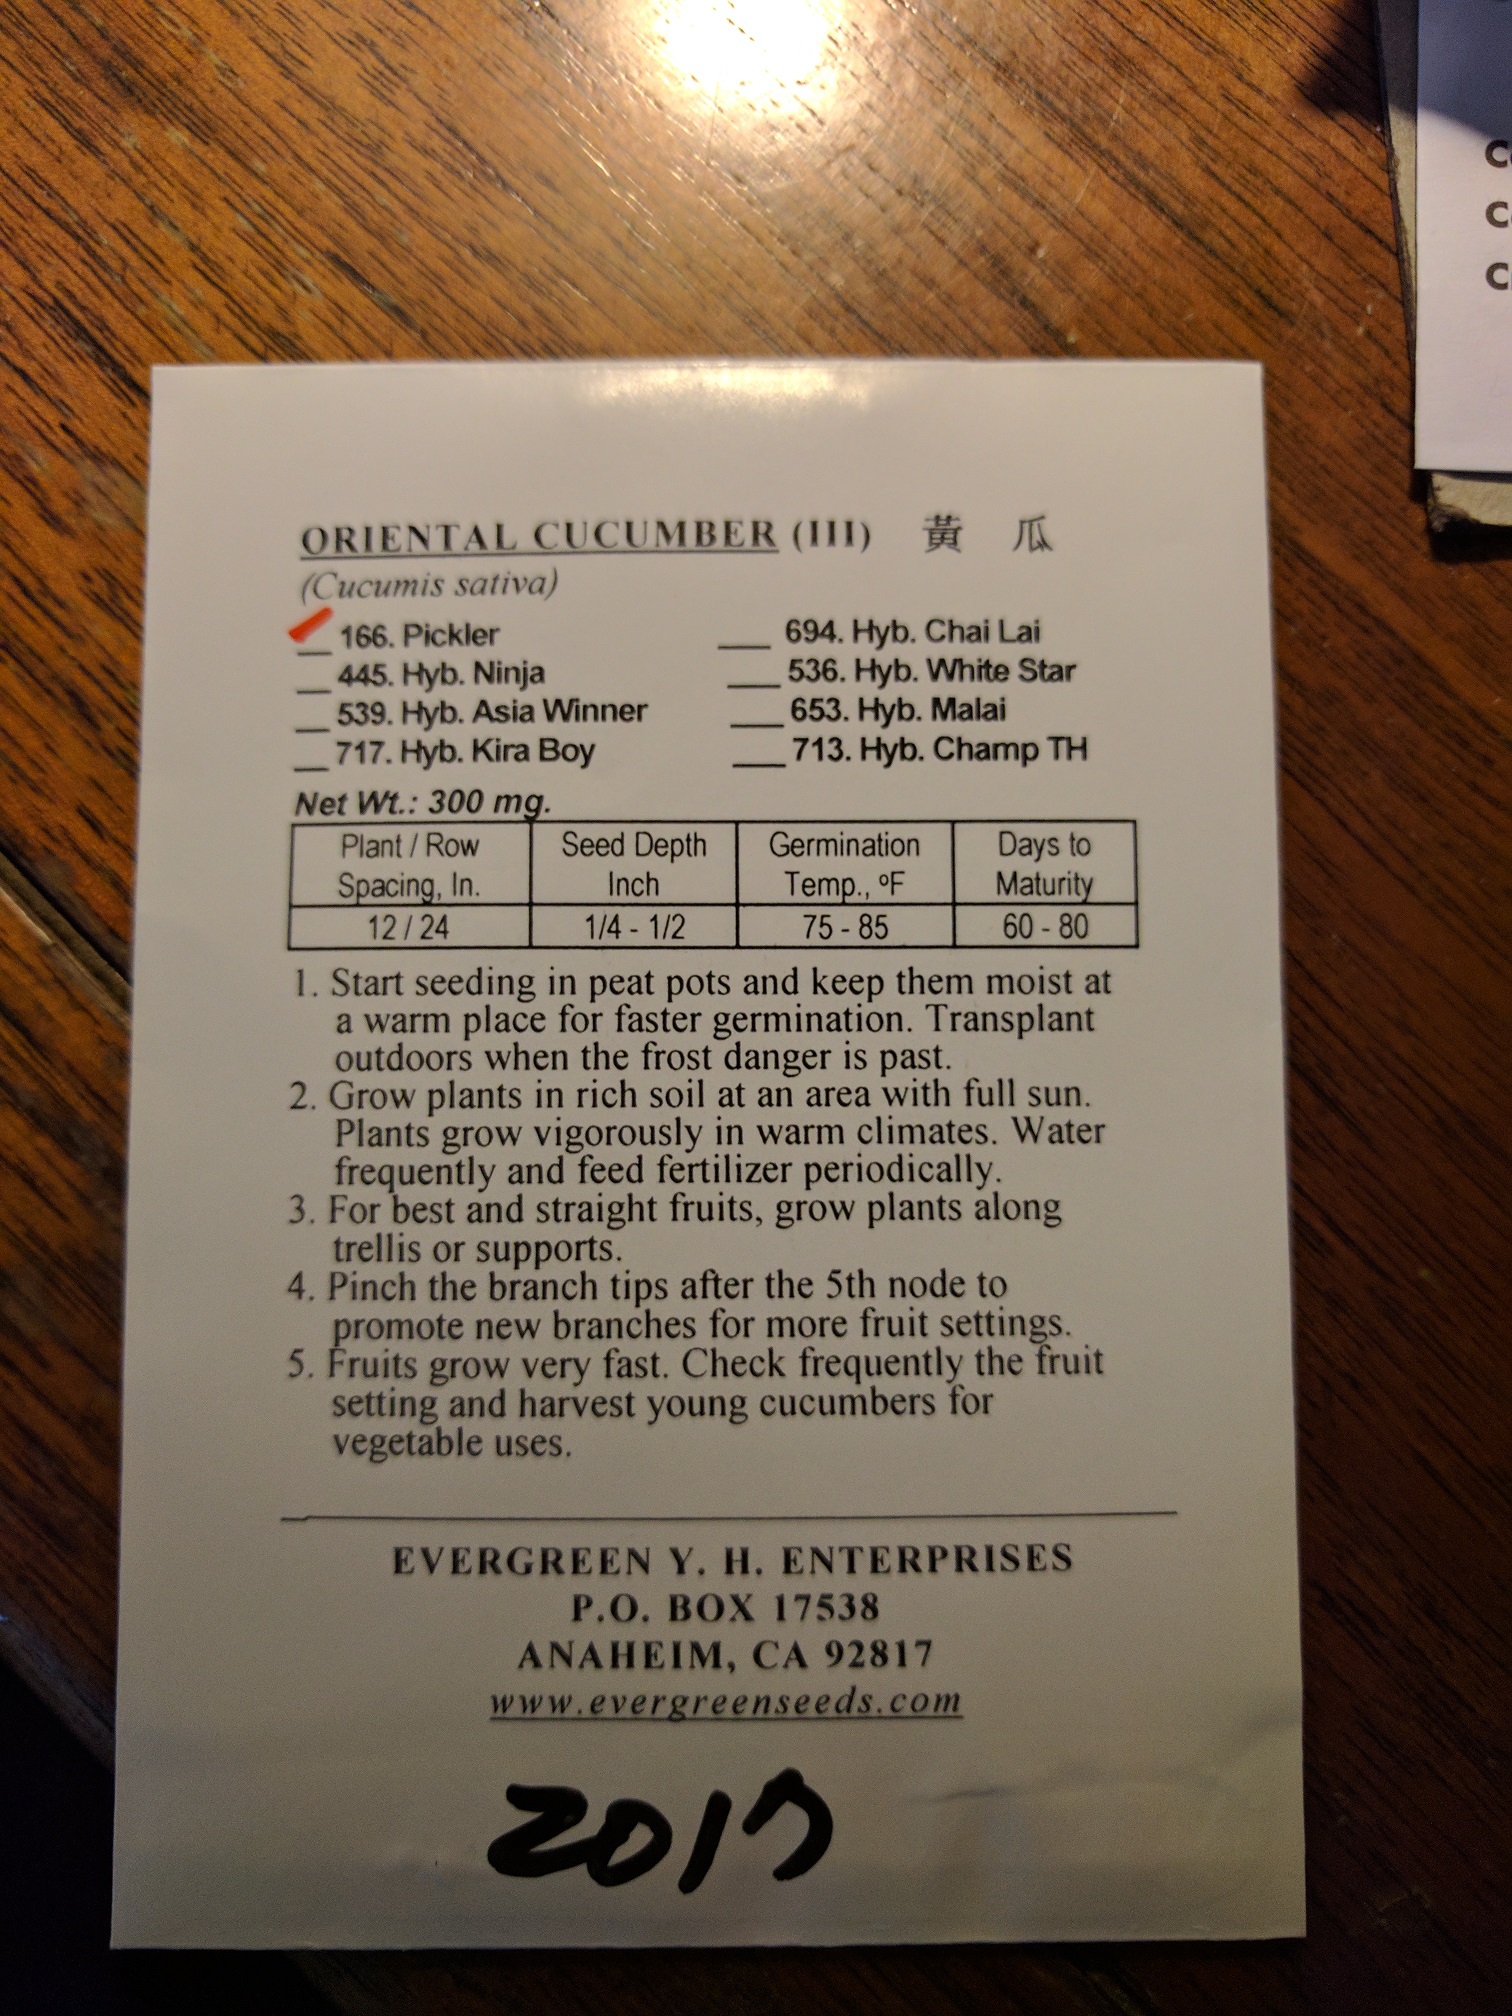 ORIENTAL CUCUMBER (III) 黃 瓜
(Cucumis sativa)
166. Pickler
694. Hyb. Chai Lai
445. Hyb. Ninja
536. Hyb. White Star
539. Hyb. Asia Winner
653. Hyb. Malai
717. Hyb. Kira Boy
713. Hyb. Champ TH
Net Wt.: 300 mg.
Plant / Row Spacing, In.
Seed Depth Inch
Germination Temp., ºF
Days to Maturity
12 / 24
1/4 - 1/2
75 - 85
60 - 80
1. Start seeding in peat pots and keep them moist at
a warm place for faster germination. Transplant
outdoors when the frost danger is past.
2. Grow plants in rich soil at an area with full sun.
Plants grow vigorously in warm climates. Water
frequently and feed fertilizer periodically.
3. For best and straight fruits, grow plants along
trellis or supports.
4. Pinch the branch tips after the 5th node to
promote new branches for more fruit settings.
5. Fruits grow very fast. Check frequently the fruit
setting and harvest young cucumbers for
vegetable uses.
EVERGREEN Y. H. ENTERPRISES
P.O. BOX 17538
ANAHEIM, CA 92817
www.evergreenseeds.com
2017